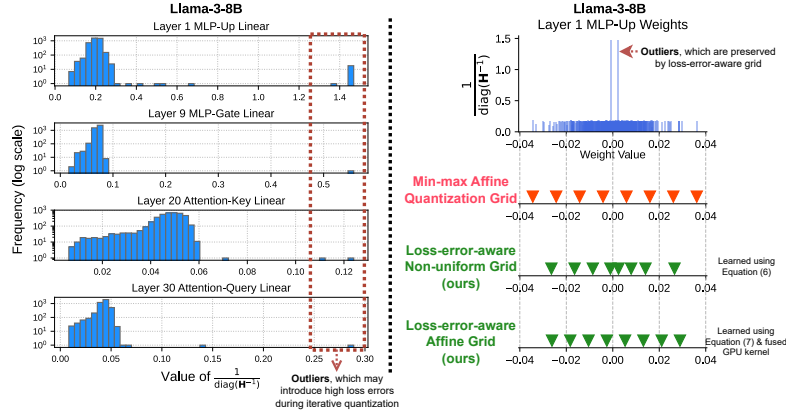 Llama-3-8B
Layer 1 MLP-Up Linear
10³
10²
10¹
10⁰
0.0 0.2 0.4 0.6 0.8 1.0 1.2 1.4
Layer 9 MLP-Gate Linear
10³
10²
10¹
10⁰
0.0 0.1 0.2 0.3 0.4 0.5
Layer 20 Attention-Key Linear
10³
10²
10¹
10⁰
0.02 0.04 0.06 0.08 0.10 0.12
Layer 30 Attention-Query Linear
10³
10²
10¹
10⁰
0.00 0.05 0.10 0.15 0.20 0.25 0.30
Frequency (log scale)
Value of 1/diag(H⁻¹)
Outliers, which may
introduce high loss errors
during iterative quantization
Llama-3-8B
Layer 1 MLP-Up Weights
1/diag(H⁻¹)
1.5
1.0
0.5
0.0
Outliers, which are preserved
by loss-error-aware grid
−0.04 −0.02 0.00 0.02 0.04
Weight Value
Min-max Affine
Quantization Grid
−0.04 −0.02 0.00 0.02 0.04
Loss-error-aware
Non-uniform Grid
(ours)
Learned using
Equation (6)
−0.04 −0.02 0.00 0.02 0.04
Loss-error-aware
Affine Grid
(ours)
Learned using
Equation (7) & fused
GPU kernel
−0.04 −0.02 0.00 0.02 0.04